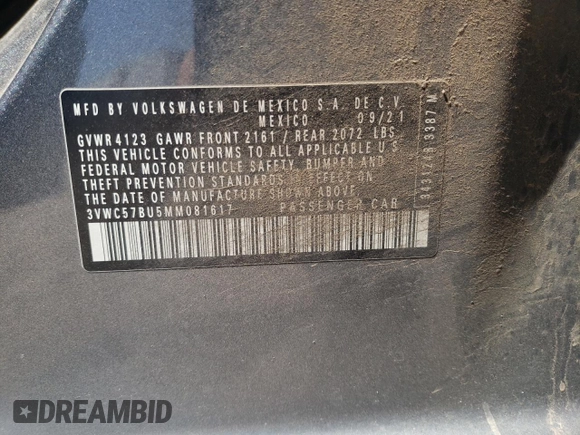 MFD BY VOLKSWAGEN DE MEXICO S.A. DE C.V.
MEXICO 09/21
GVWR 4123 GAWR FRONT 2161 / REAR 2072 LBS
THIS VEHICLE CONFORMS TO ALL APPLICABLE U S
FEDERAL MOTOR VEHICLE SAFETY, BUMPER AND
THEFT PREVENTION STANDARDS IN EFFECT ON
THE DATE OF MANUFACTURE SHOWN ABOVE.
3VWC57BU5MM081617 PASSENGER CAR
3387 M
DREAMBID